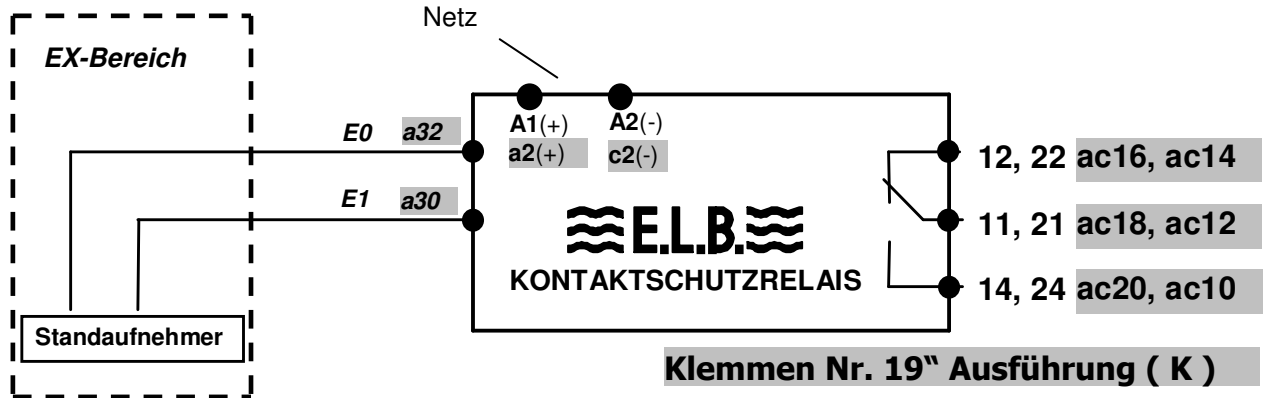 Netz
EX-Bereich
A1(+) A2(-)
a2(+) c2(-)
E0 a32
E1 a30
12, 22 ac16, ac14
11, 21 ac18, ac12
14, 24 ac20, ac10
E.L.B.
KONTAKTSCHUTZRELAIS
Standaufnehmer
Klemmen Nr. 19“ Ausführung ( K )